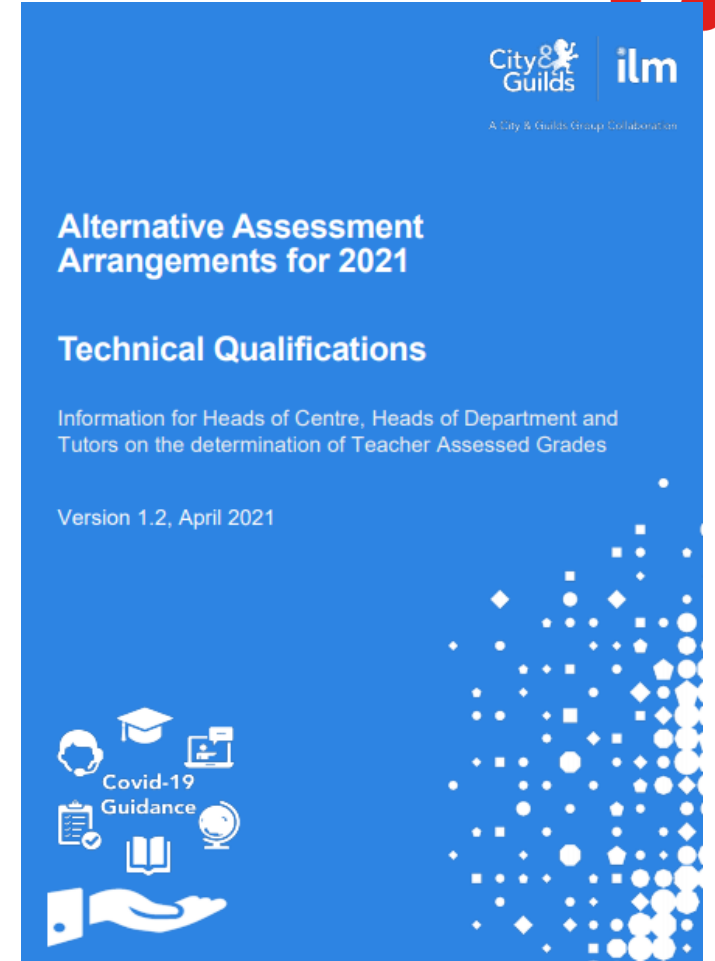 City&
Guilds
ilm
A City & Guilds Group Collaboration
Alternative Assessment
Arrangements for 2021
Technical Qualifications
Information for Heads of Centre, Heads of Department and
Tutors on the determination of Teacher Assessed Grades
Version 1.2, April 2021
Covid-19
Guidance